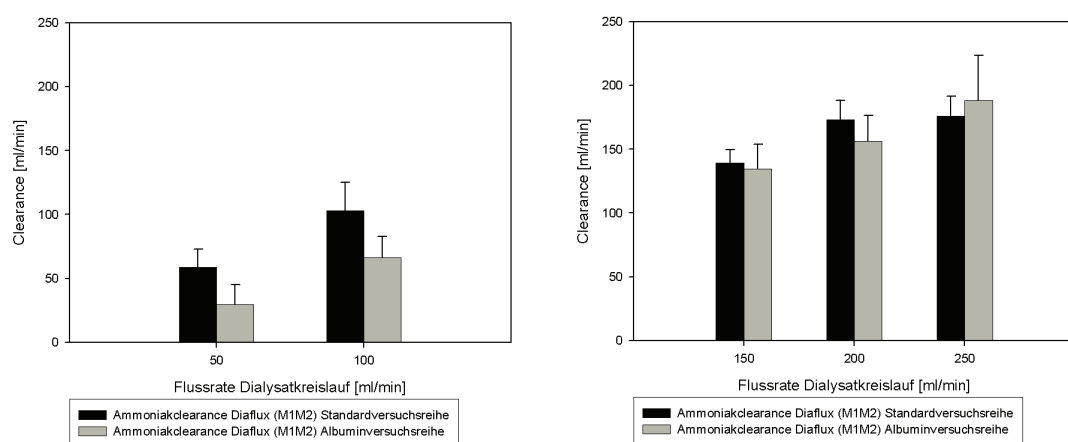 250
200
150
100
50
0
Clearance [ml/min]
50 100
Flussrate Dialysatkreislauf [ml/min]
Ammoniakclearance Diaflux (M1M2) Standardversuchsreihe
Ammoniakclearance Diaflux (M1M2) Albuminversuchsreihe
250
200
150
100
50
0
Clearance [ml/min]
150 200 250
Flussrate Dialysatkreislauf [ml/min]
Ammoniakclearance Diaflux (M1M2) Standardversuchsreihe
Ammoniakclearance Diaflux (M1M2) Albuminversuchsreihe